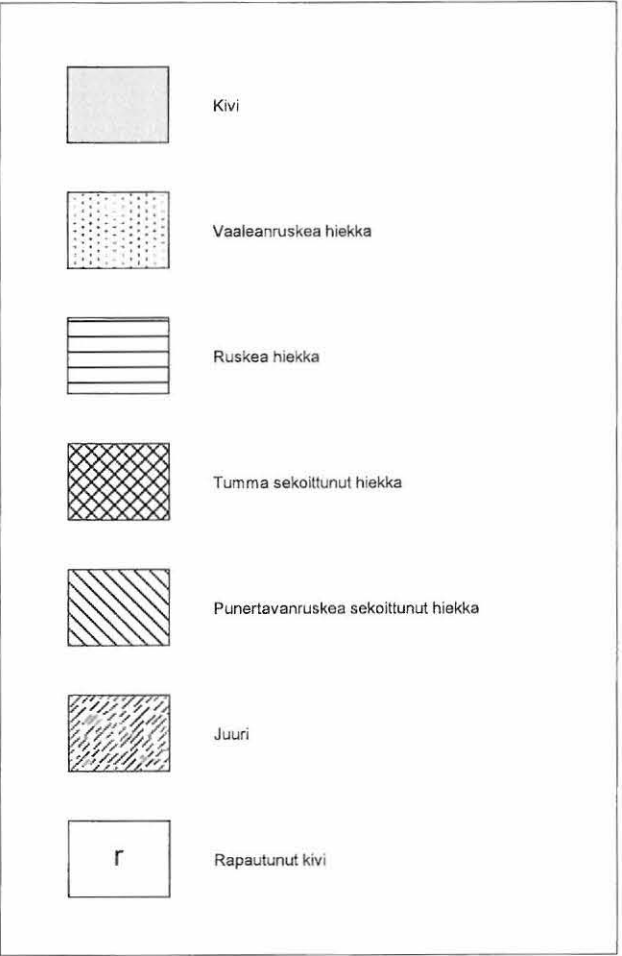 Kivi
Vaaleanruskea hiekka
Ruskea hiekka
Tumma sekoittunut hiekka
Punertavanruskea sekoittunut hiekka
Juuri
r
Rapautunut kivi